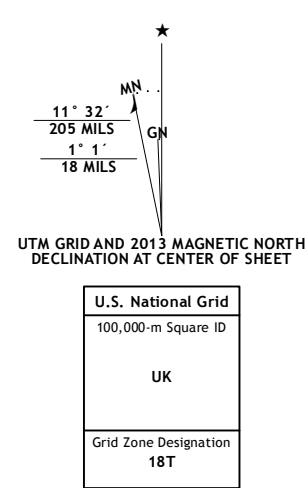 ★
MN
11° 32´
205 MILS
GN
1° 1´
18 MILS
UTM GRID AND 2013 MAGNETIC NORTH
DECLINATION AT CENTER OF SHEET
U.S. National Grid
100,000-m Square ID
UK
Grid Zone Designation
18T